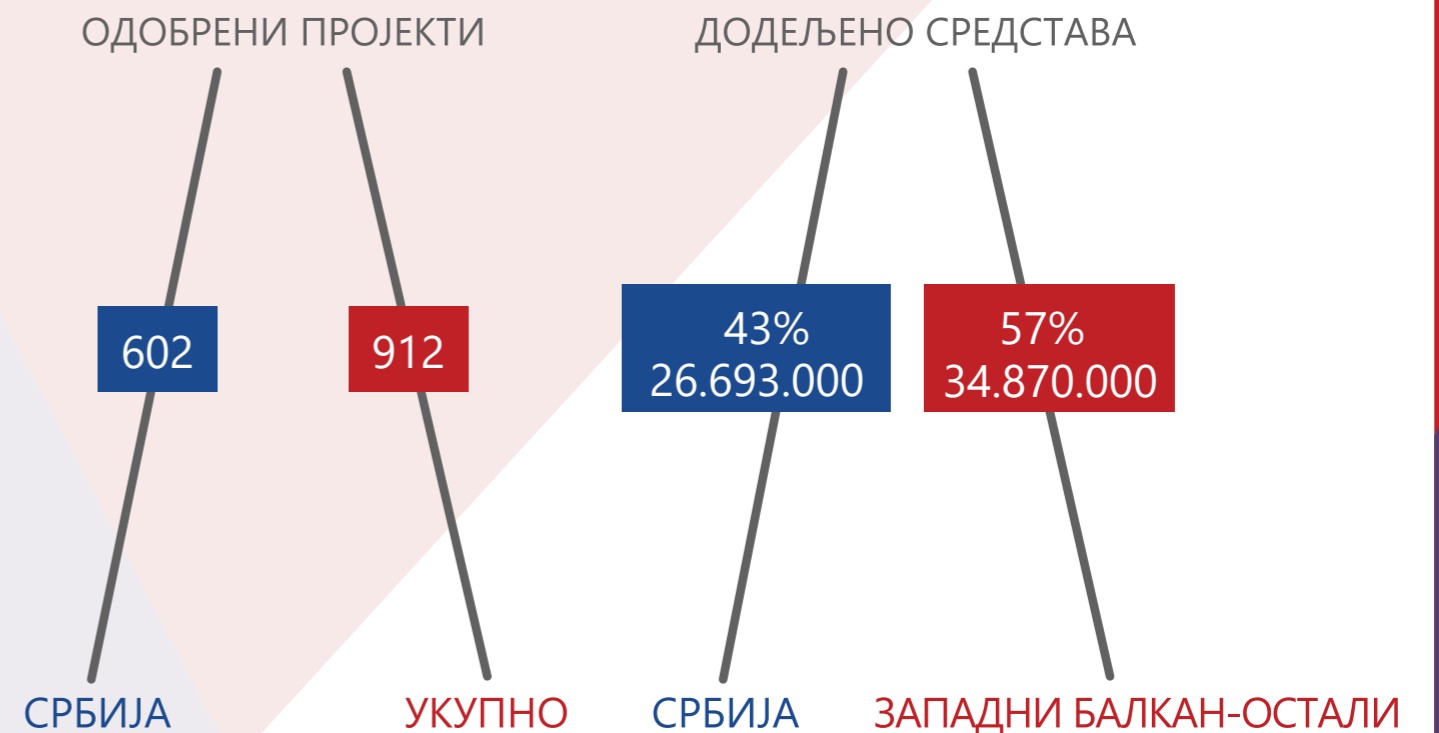 ОДОБРЕНИ ПРОЈЕКТИ
ДОДЕЉЕНО СРЕДСТАВА
602
912
43%
26.693.000
57%
34.870.000
СРБИЈА
УКУПНО
СРБИЈА
ЗАПАДНИ БАЛКАН-ОСТАЛИ